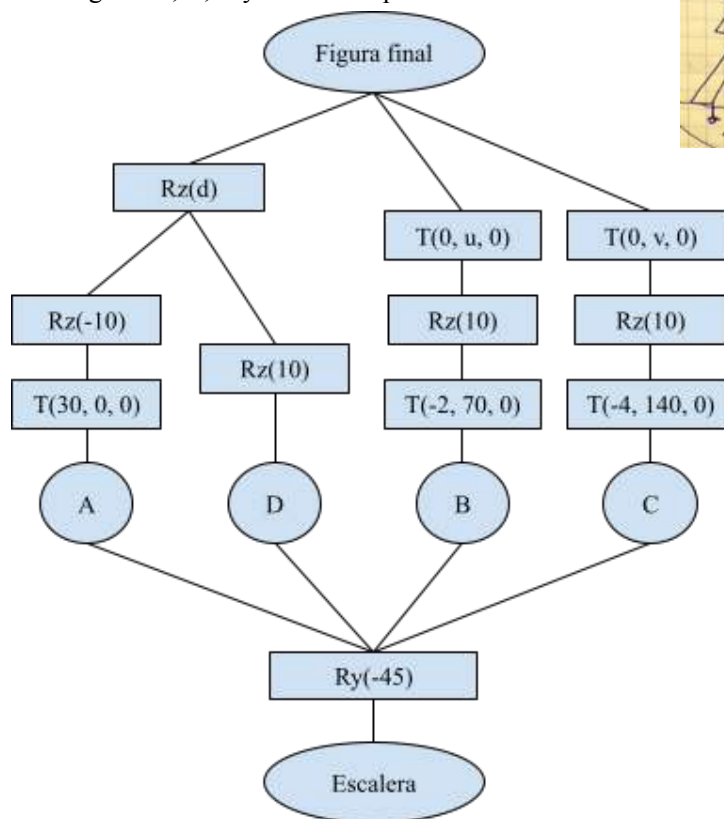 Figura final
Rz(d)
T(0, u, 0)
T(0, v, 0)
Rz(-10)
Rz(10)
Rz(10)
Rz(10)
T(30, 0, 0)
T(-2, 70, 0)
T(-4, 140, 0)
A
D
B
C
Ry(-45)
Escalera